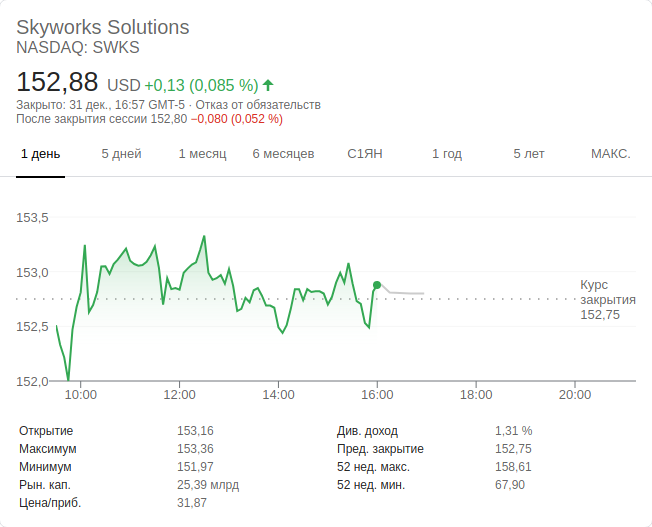 Skyworks Solutions
NASDAQ: SWKS
152,88 USD +0,13 (0,085 %)
Закрыто: 31 дек., 16:57 GMT-5 · Отказ от обязательств
После закрытия сессии 152,80 −0,080 (0,052 %)
1 день 5 дней 1 месяц 6 месяцев С1ЯН 1 год 5 лет МАКС.
153,5
153,0
152,5
152,0
Курс
закрытия
152,75
10:00 12:00 14:00 16:00 18:00 20:00
Открытие 153,16 Див. доход 1,31 %
Максимум 153,36 Пред. закрытие 152,75
Минимум 151,97 52 нед. макс. 158,61
Рын. кап. 25,39 млрд 52 нед. мин. 67,90
Цена/приб. 31,87